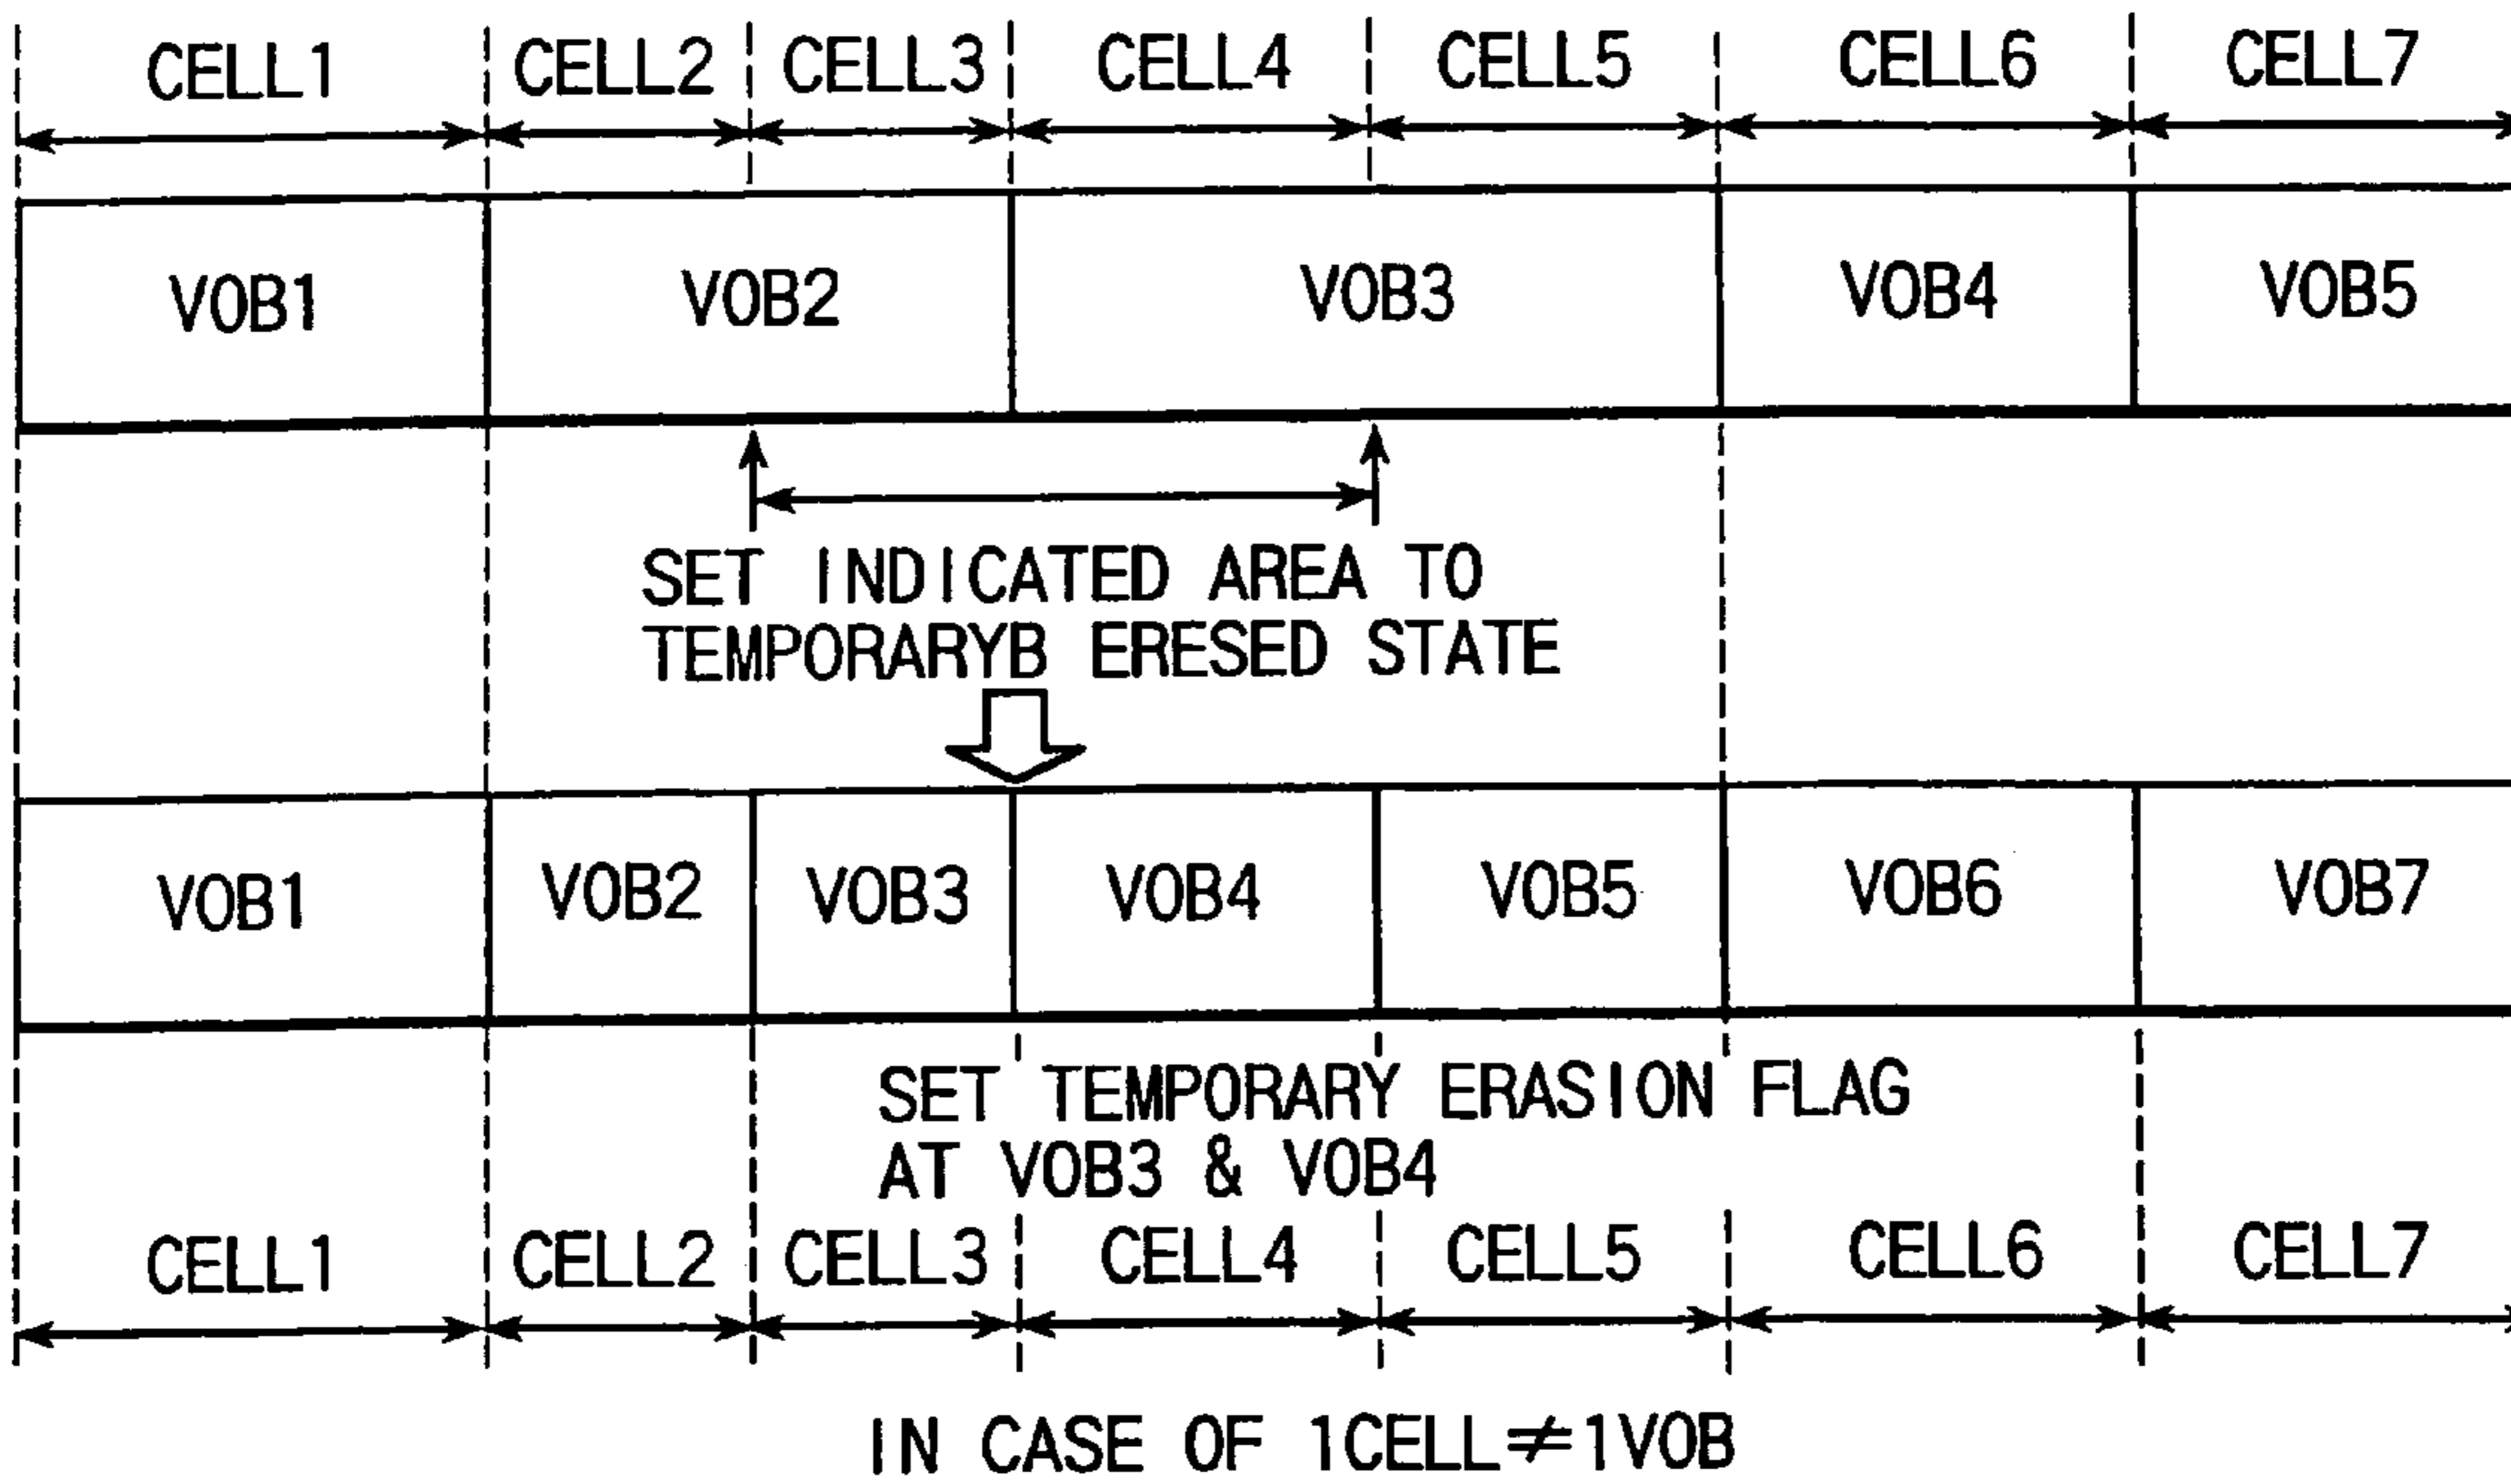 CELL1 CELL2 CELL3 CELL4 CELL5 CELL6 CELL7
VOB1 VOB2 VOB3 VOB4 VOB5
SET INDICATED AREA TO
TEMPORARYB ERESED STATE
VOB1 VOB2 VOB3 VOB4 VOB5 VOB6 VOB7
SET TEMPORARY ERASION FLAG
AT VOB3 & VOB4
CELL1 CELL2 CELL3 CELL4 CELL5 CELL6 CELL7
IN CASE OF 1CELL≠1VOB